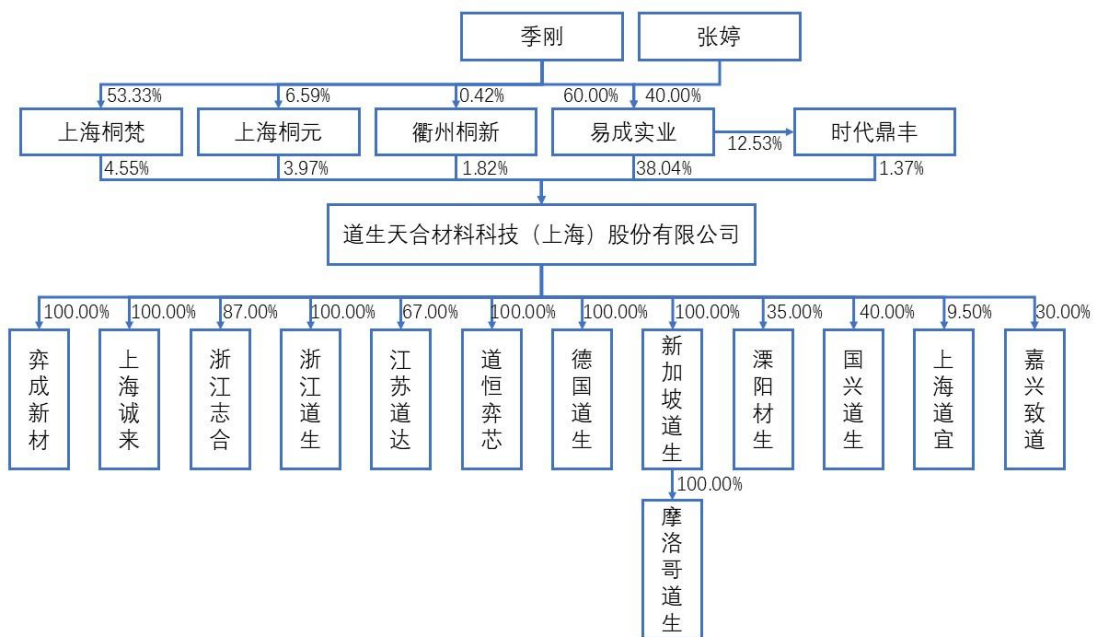 季刚
张婷
53.33%
6.59%
0.42%
60.00%
40.00%
上海桐梵
上海桐元
衢州桐新
易成实业
时代鼎丰
12.53%
4.55%
3.97%
1.82%
38.04%
1.37%
道生天合材料科技（上海）股份有限公司
100.00%
100.00%
87.00%
100.00%
67.00%
100.00%
100.00%
100.00%
35.00%
40.00%
9.50%
30.00%
弈成新材
上海诚来
浙江志合
浙江道生
江苏道达
道恒弈芯
德国道生
新加坡道生
溧阳材生
国兴道生
上海道宜
嘉兴致道
100.00%
摩洛哥道生